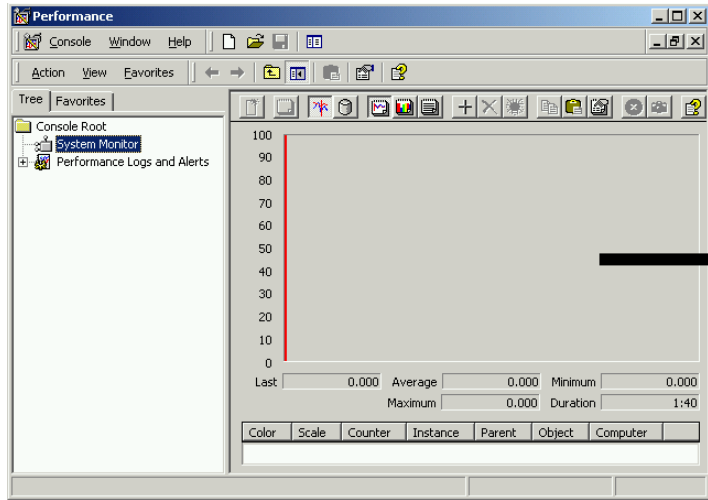 Performance
Console Window Help
Action View Favorites
Tree Favorites
Console Root
System Monitor
Performance Logs and Alerts
100
90
80
70
60
50
40
30
20
10
0
Last 0.000 Average 0.000 Minimum 0.000
Maximum 0.000 Duration 1:40
Color Scale Counter Instance Parent Object Computer